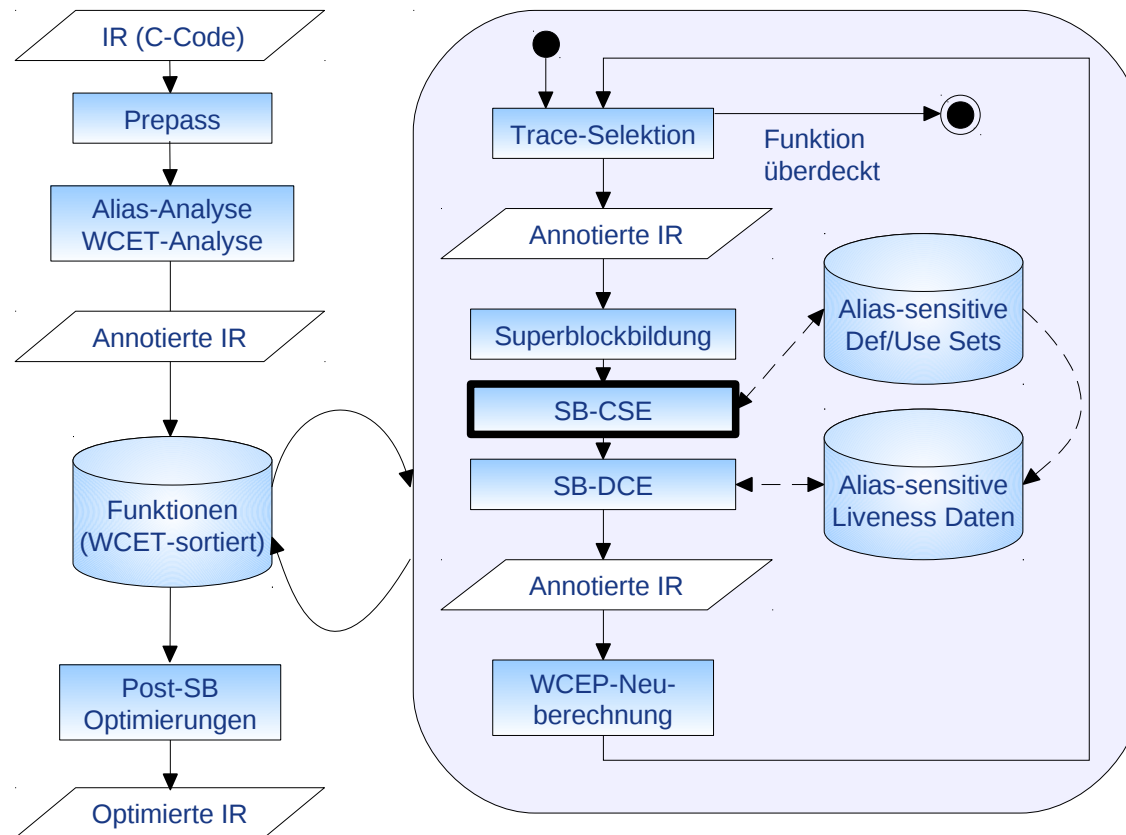 IR (C-Code)
Prepass
Alias-Analyse
WCET-Analyse
Annotierte IR
Funktionen
(WCET-sortiert)
Post-SB
Optimierungen
Optimierte IR
Trace-Selektion
Funktion
überdeckt
Annotierte IR
Superblockbildung
SB-CSE
SB-DCE
Annotierte IR
WCEP-Neu-
berechnung
Alias-sensitive
Def/Use Sets
Alias-sensitive
Liveness Daten